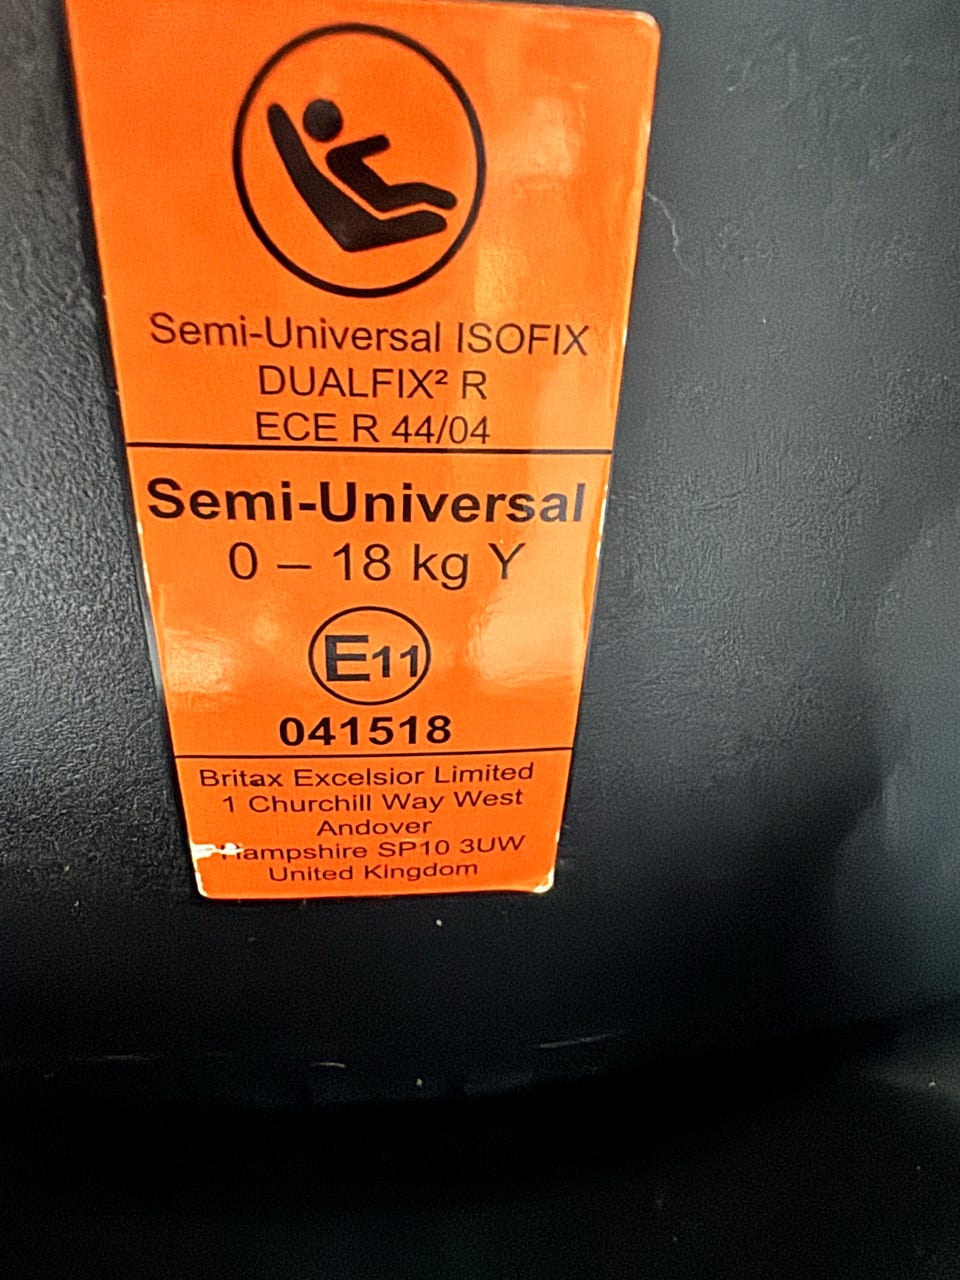 Semi-Universal ISOFIX
DUALFIX² R
ECE R 44/04
Semi-Universal
0 – 18 kg Y
E11
041518
Britax Excelsior Limited
1 Churchill Way West
Andover
Hampshire SP10 3UW
United Kingdom